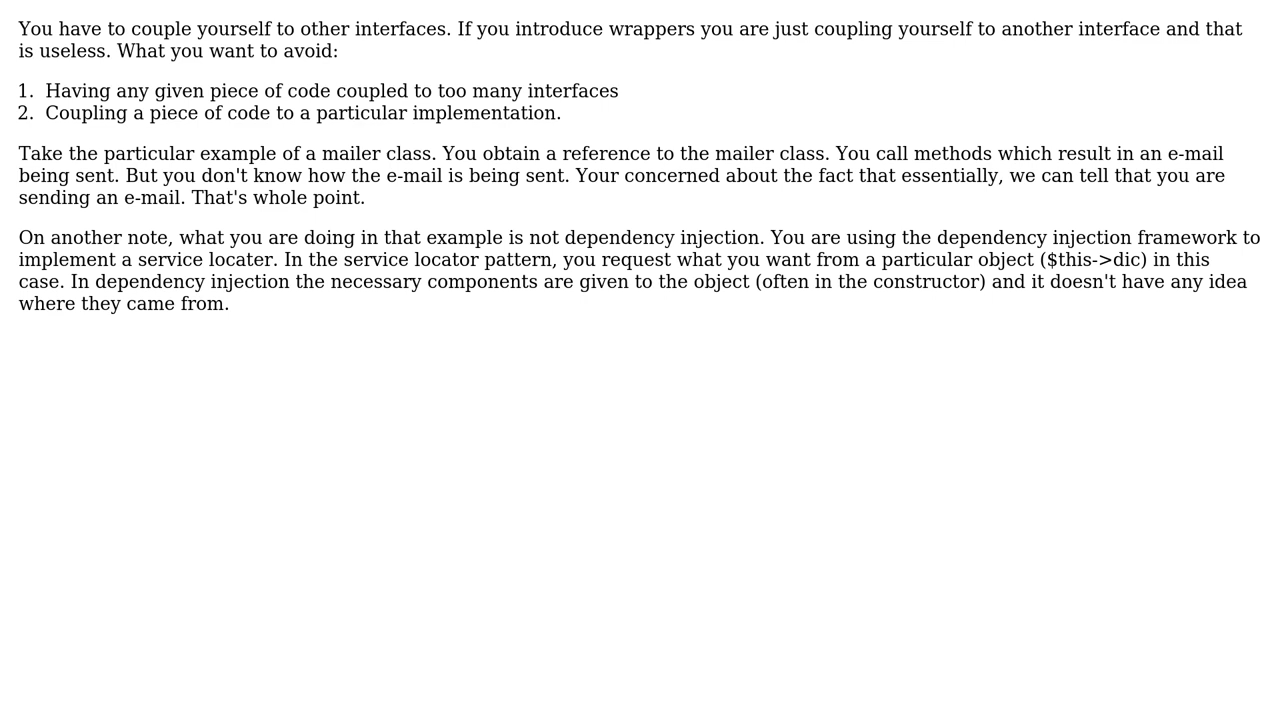 You have to couple yourself to other interfaces. If you introduce wrappers you are just coupling yourself to another interface and that
is useless. What you want to avoid:
1. Having any given piece of code coupled to too many interfaces
2. Coupling a piece of code to a particular implementation.
Take the particular example of a mailer class. You obtain a reference to the mailer class. You call methods which result in an e-mail
being sent. But you don't know how the e-mail is being sent. Your concerned about the fact that essentially, we can tell that you are
sending an e-mail. That's whole point.
On another note, what you are doing in that example is not dependency injection. You are using the dependency injection framework to
implement a service locater. In the service locator pattern, you request what you want from a particular object ($this->dic) in this
case. In dependency injection the necessary components are given to the object (often in the constructor) and it doesn't have any idea
where they came from.